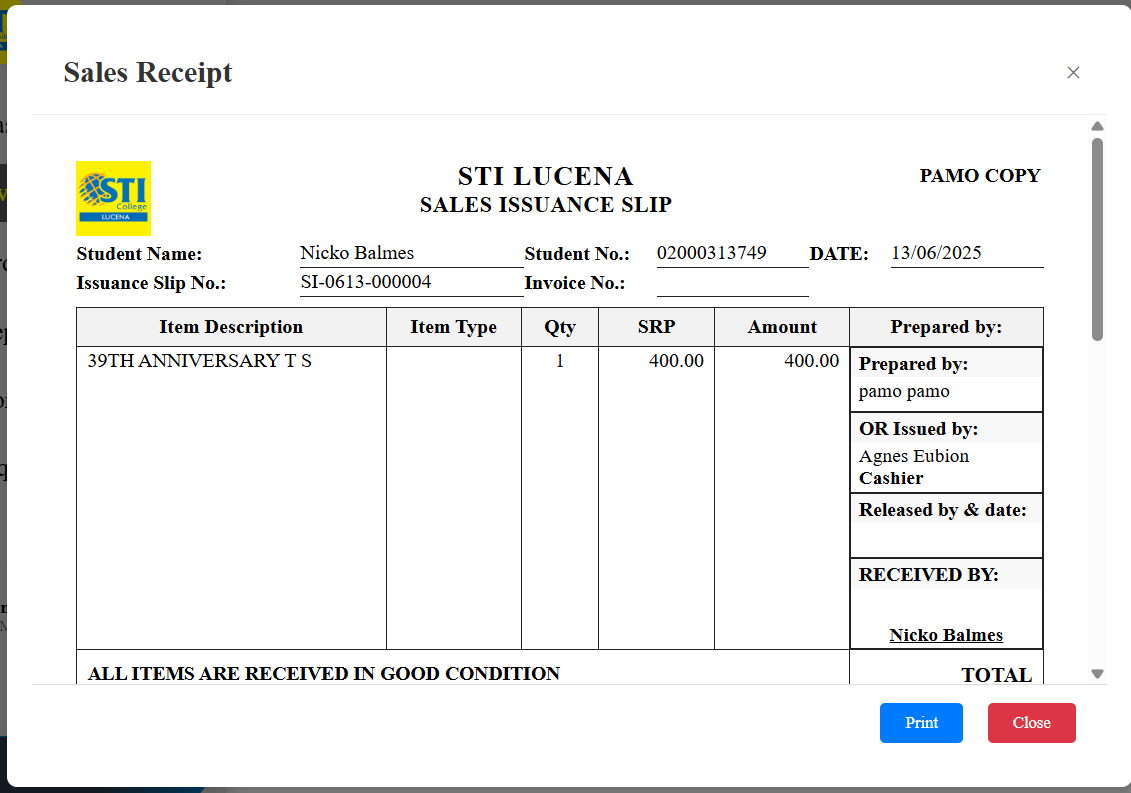 Sales Receipt
STI
College
LUCENA
STI LUCENA
SALES ISSUANCE SLIP
PAMO COPY
Student Name: Nicko Balmes Student No.: 02000313749 DATE: 13/06/2025
Issuance Slip No.: SI-0613-000004 Invoice No.:
Item Description Item Type Qty SRP Amount Prepared by:
39TH ANNIVERSARY T S 1 400.00 400.00
Prepared by:
pamo pamo
OR Issued by:
Agnes Eubion
Cashier
Released by & date:
RECEIVED BY:
Nicko Balmes
ALL ITEMS ARE RECEIVED IN GOOD CONDITION TOTAL
Print Close